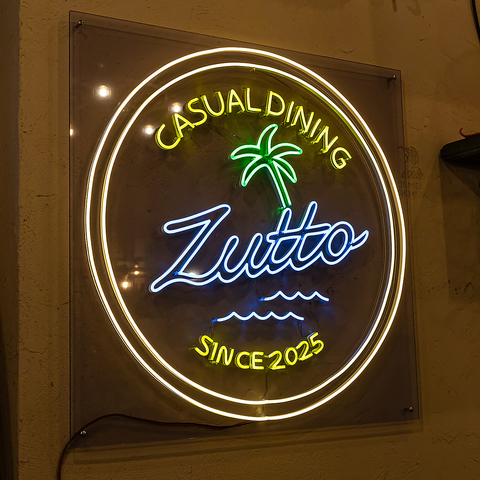 CASUAL DINING
Zutto
SINCE 2025